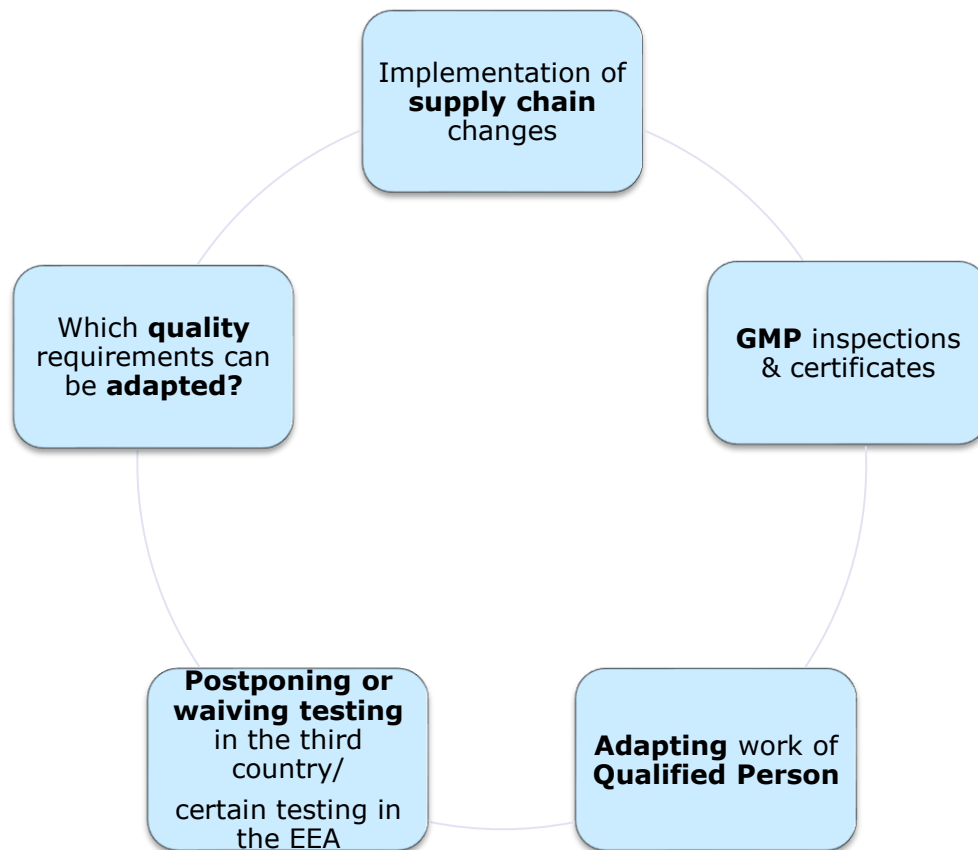 Implementation of
supply chain
changes
GMP inspections
& certificates
Adapting work of
Qualified Person
Postponing or
waiving testing
in the third
country/
certain testing in
the EEA
Which quality
requirements can
be adapted?